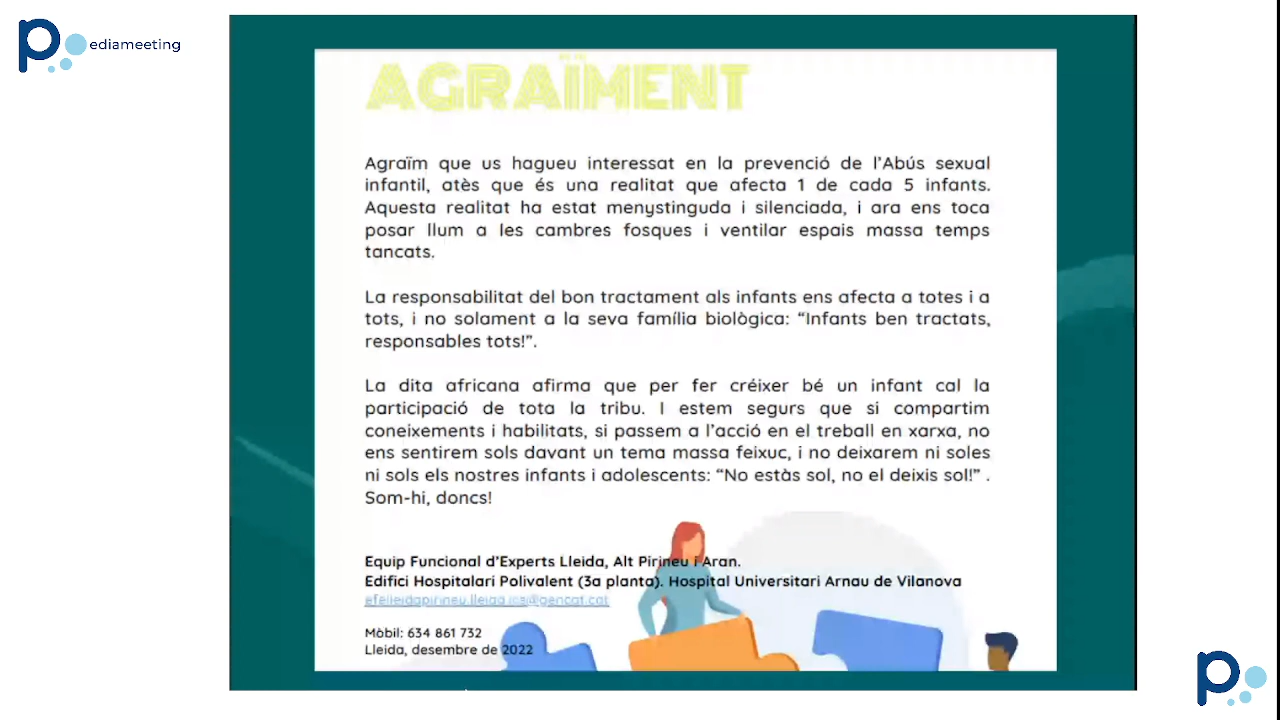 Pediameeting
AGRAÏMENT
Agraïm que us hagueu interessat en la prevenció de l'Abús sexual
infantil, atès que és una realitat que afecta 1 de cada 5 infants.
Aquesta realitat ha estat menystinguda i silenciada, i ara ens toca
posar llum a les cambres fosques i ventilar espais massa temps
tancats.
La responsabilitat del bon tractament als infants ens afecta a totes i a
tots, i no solament a la seva família biològica: “Infants ben tractats,
responsables tots!”.
La dita africana afirma que per fer créixer bé un infant cal la
participació de tota la tribu. I estem segurs que si compartim
coneixements i habilitats, si passem a l'acció en el treball en xarxa, no
ens sentirem sols davant un tema massa feixuc, i no deixarem ni soles
ni sols els nostres infants i adolescents: “No estàs sol, no el deixis sol!” .
Som-hi, doncs!
Equip Funcional d'Experts Lleida, Alt Pirineu i Aran.
Edifici Hospitalari Polivalent (3a planta). Hospital Universitari Arnau de Vilanova
efelleidapirineu.lleida.ics@gencat.cat
Mòbil: 634 861 732
Lleida, desembre de 2022
P